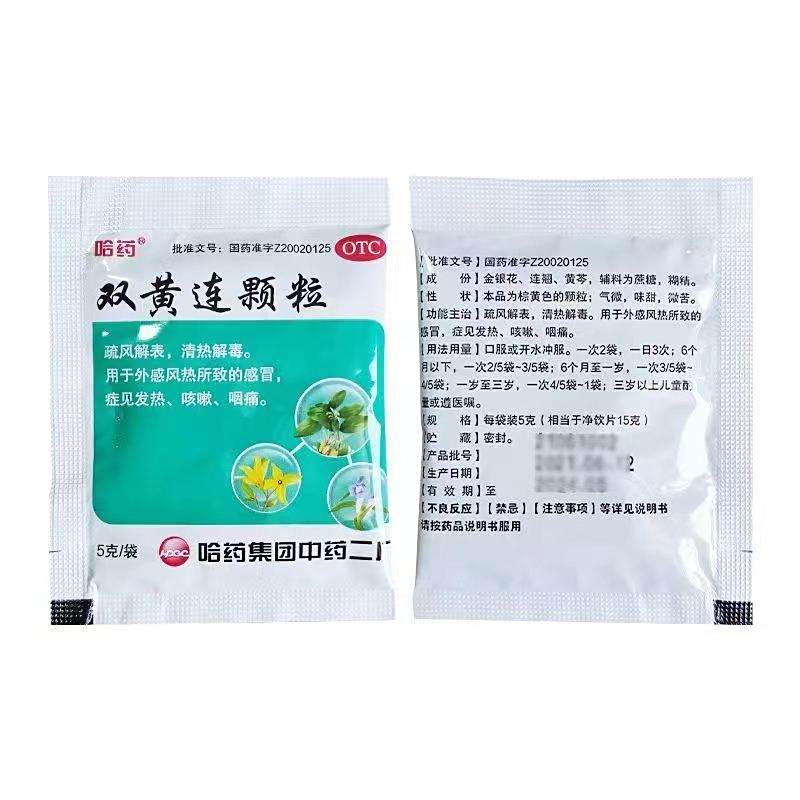 哈药®
批准文号：国药准字Z20020125
OTC
双黄连颗粒
疏风解表，清热解毒。
用于外感风热所致的感冒，
症见发热、咳嗽、咽痛。
5克/袋
HPGC
哈药集团中药二厂
【批准文号】国药准字Z20020125
【成　份】金银花、连翘、黄芩，辅料为蔗糖，糊精。
【性　状】本品为棕黄色的颗粒；气微，味甜，微苦。
【功能主治】疏风解表，清热解毒。用于外感风热所致的
感冒，症见发热、咳嗽、咽痛。
【用法用量】口服或开水冲服。一次2袋，一日3次；6个
月以下，一次2/5袋~3/5袋；6个月至一岁，一次3/5袋~
4/5袋；一岁至三岁，一次4/5袋~1袋；三岁以上儿童酌
量或遵医嘱。
【规　格】每袋装5克（相当于净饮片15克）
【贮　藏】密封。
【产品批号】
【生产日期】
【有 效 期】至
【不良反应】【禁忌】【注意事项】等详见说明书
请按药品说明书服用